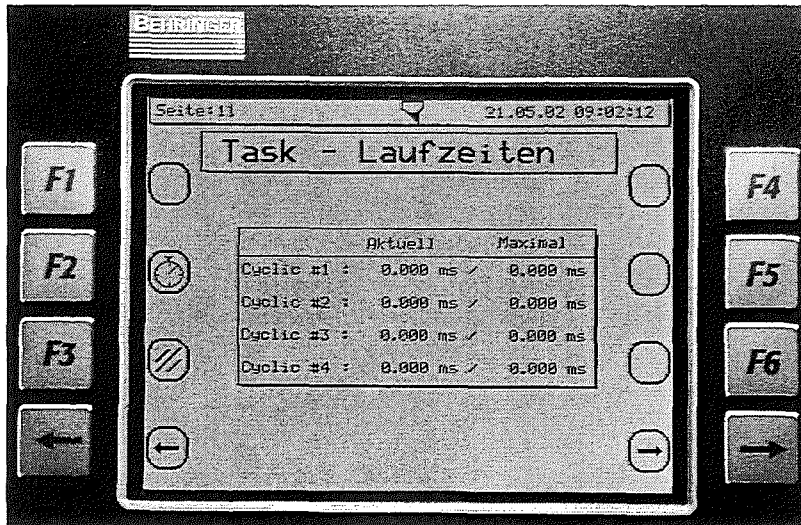 BEHRINGER
Seite:11 21.05.02 09:02:12
Task - Laufzeiten
F1 F4
Aktuell Maximal
F2 Cyclic #1 : 0.000 ms / 0.000 ms F5
Cyclic #2 : 0.000 ms / 0.000 ms
F3 Cyclic #3 : 0.000 ms / 0.000 ms F6
Cyclic #4 : 0.000 ms / 0.000 ms